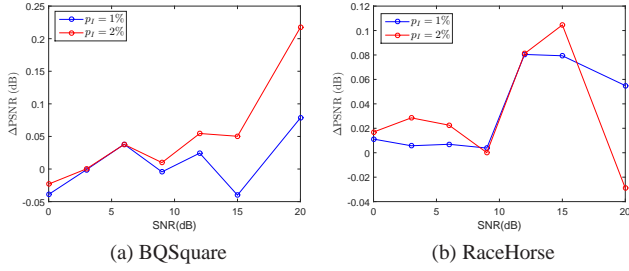 0.25
0.2
0.15
0.1
0.05
0
-0.05
ΔPSNR (dB)
p_I = 1%
p_I = 2%
0
5
10
15
20
SNR(dB)
(a) BQSquare
0.12
0.1
0.08
0.06
0.04
0.02
0
-0.02
-0.04
ΔPSNR (dB)
p_I = 1%
p_I = 2%
0
5
10
15
20
SNR(dB)
(b) RaceHorse